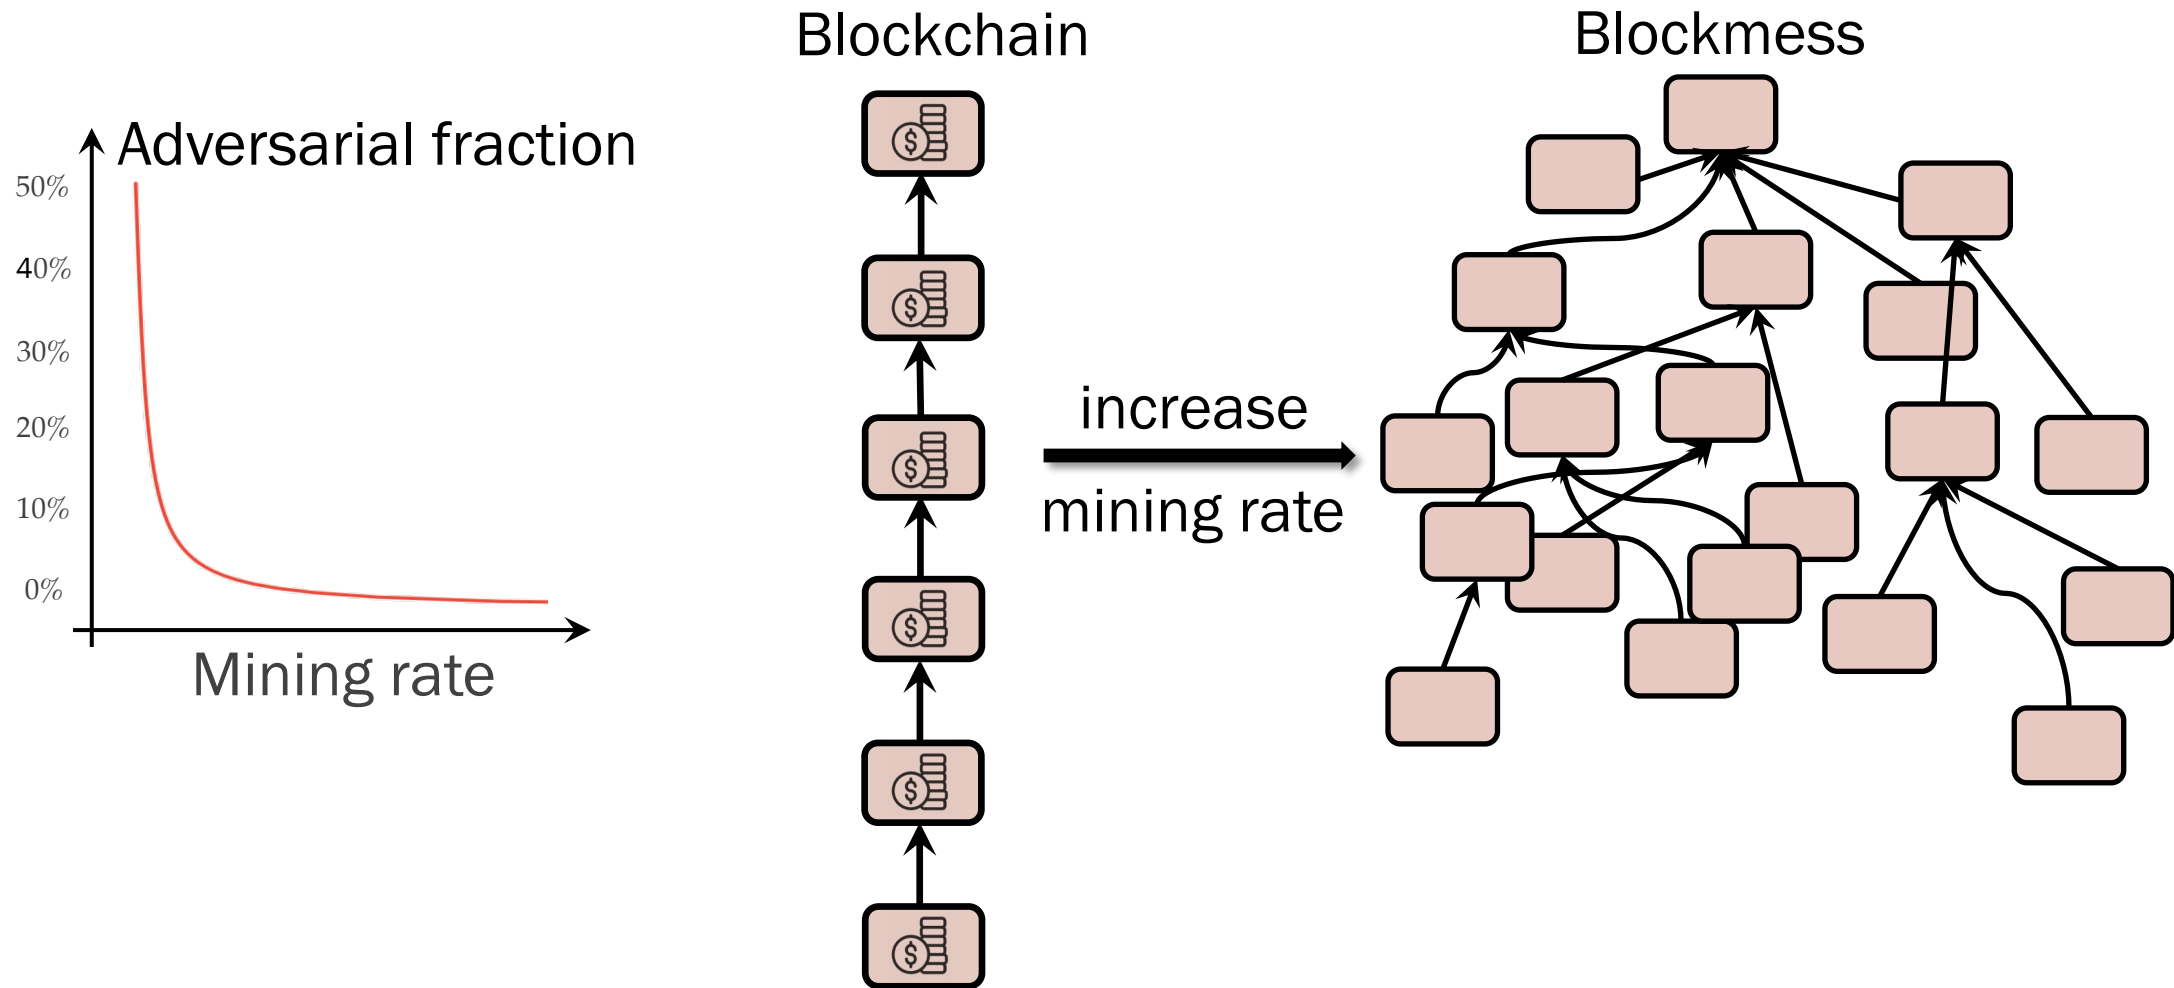 Blockchain
Blockmess
Adversarial fraction
50%
40%
30%
20%
10%
0%
Mining rate
increase
mining rate
$
$
$
$
$
$